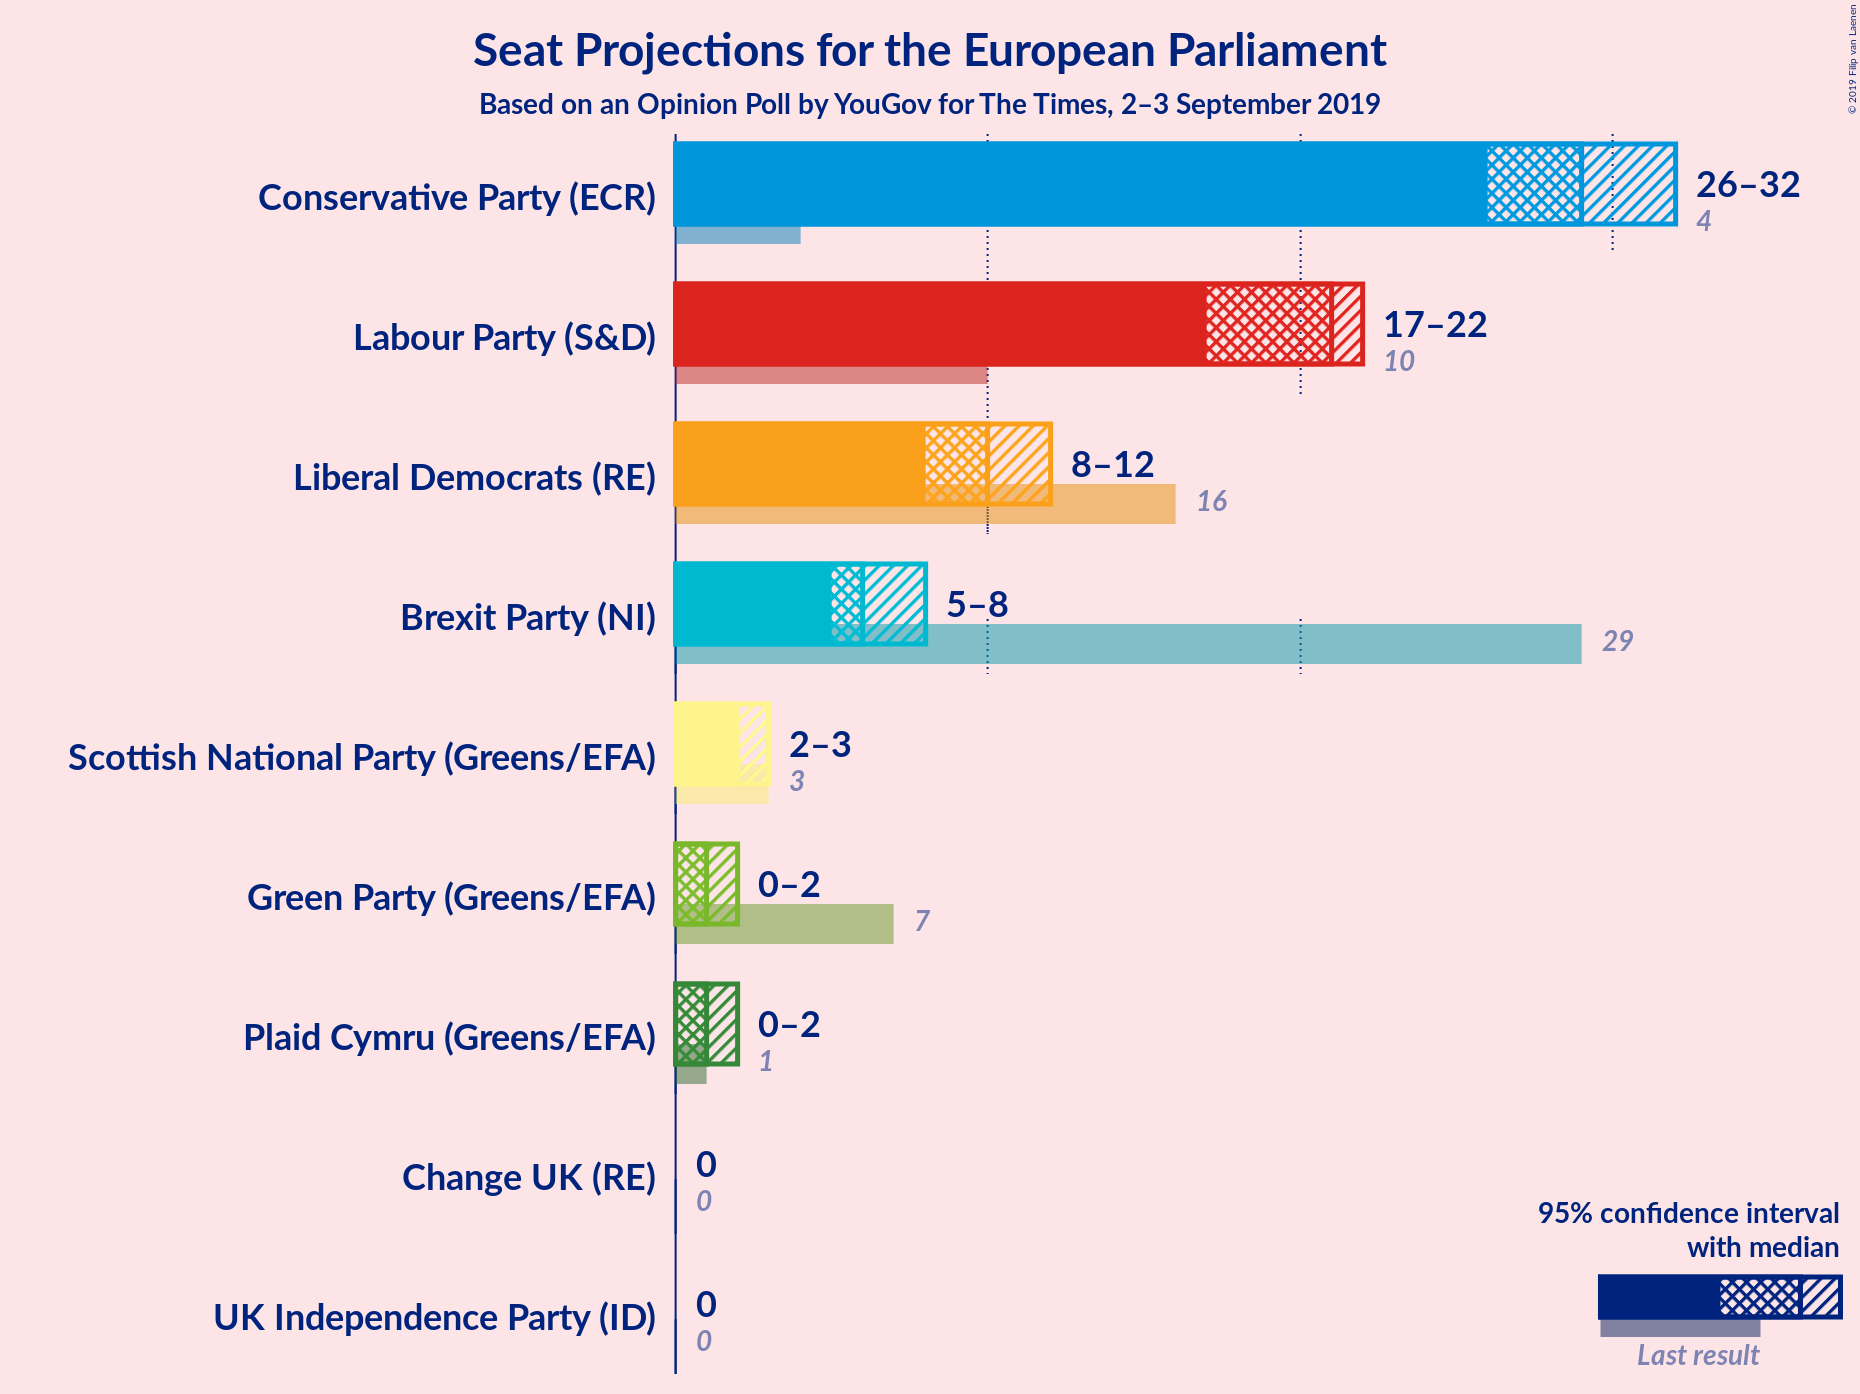 Seat Projections for the European Parliament
Based on an Opinion Poll by YouGov for The Times, 2–3 September 2019
© 2019 Filip van Laenen
Conservative Party (ECR)
26–32
4
Labour Party (S&D)
17–22
10
Liberal Democrats (RE)
8–12
16
Brexit Party (NI)
5–8
29
Scottish National Party (Greens/EFA)
2–3
3
Green Party (Greens/EFA)
0–2
7
Plaid Cymru (Greens/EFA)
0–2
1
Change UK (RE)
0
0
UK Independence Party (ID)
0
0
95% confidence interval
with median
Last result